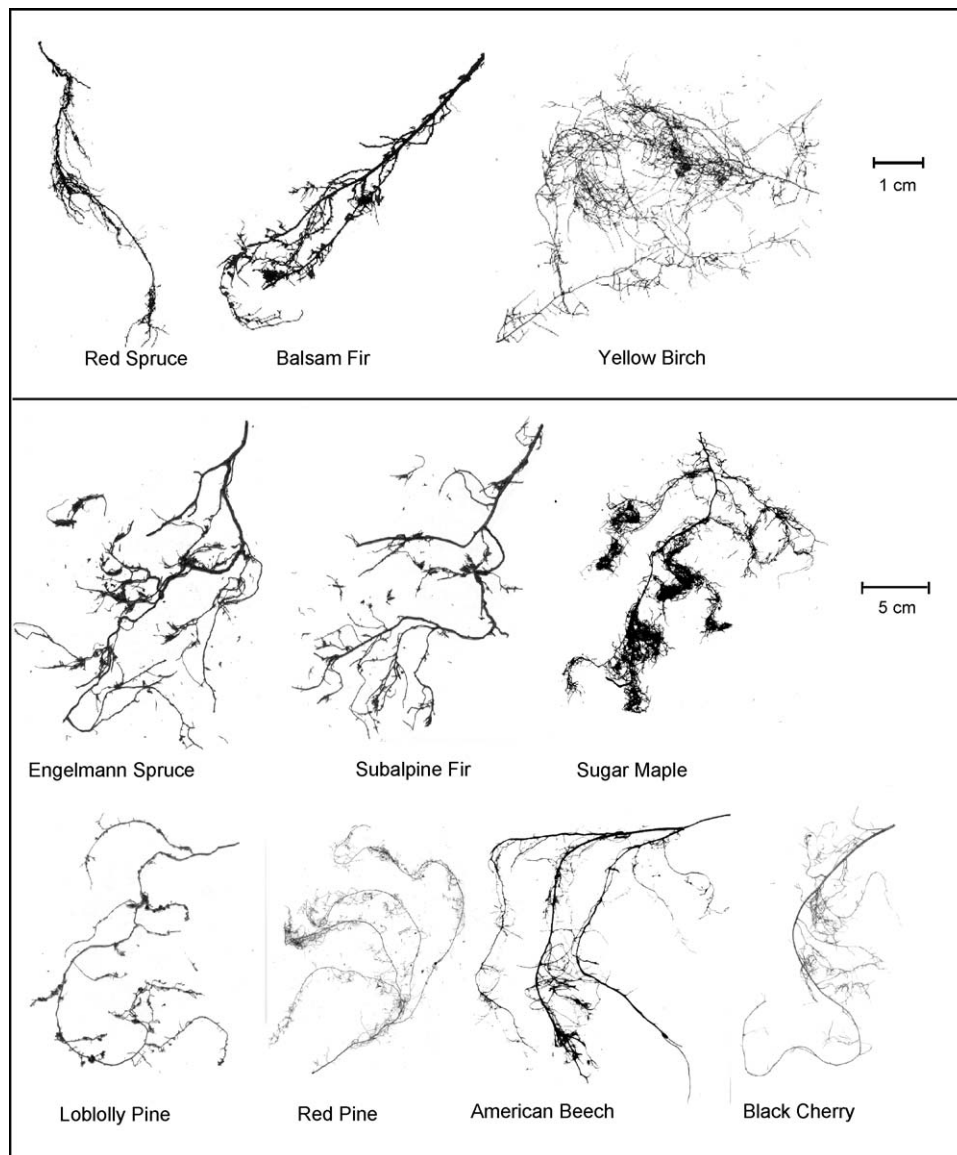 1 cm
Red Spruce
Balsam Fir
Yellow Birch
5 cm
Engelmann Spruce
Subalpine Fir
Sugar Maple
Loblolly Pine
Red Pine
American Beech
Black Cherry